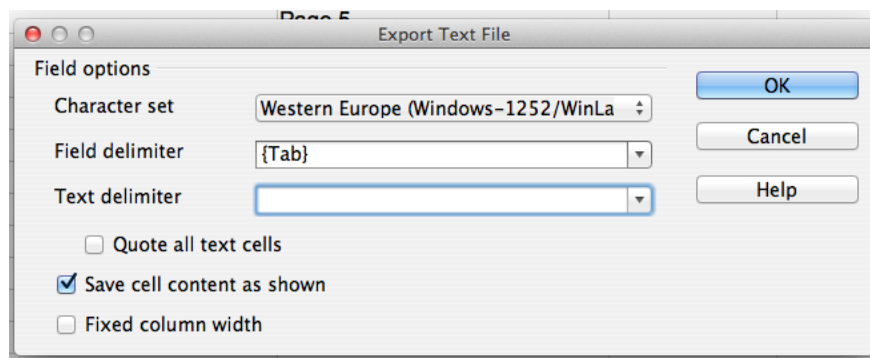 Page 5
Export Text File
Field options
Character set
Western Europe (Windows-1252/WinLa
Field delimiter
{Tab}
Text delimiter
Quote all text cells
Save cell content as shown
Fixed column width
OK
Cancel
Help